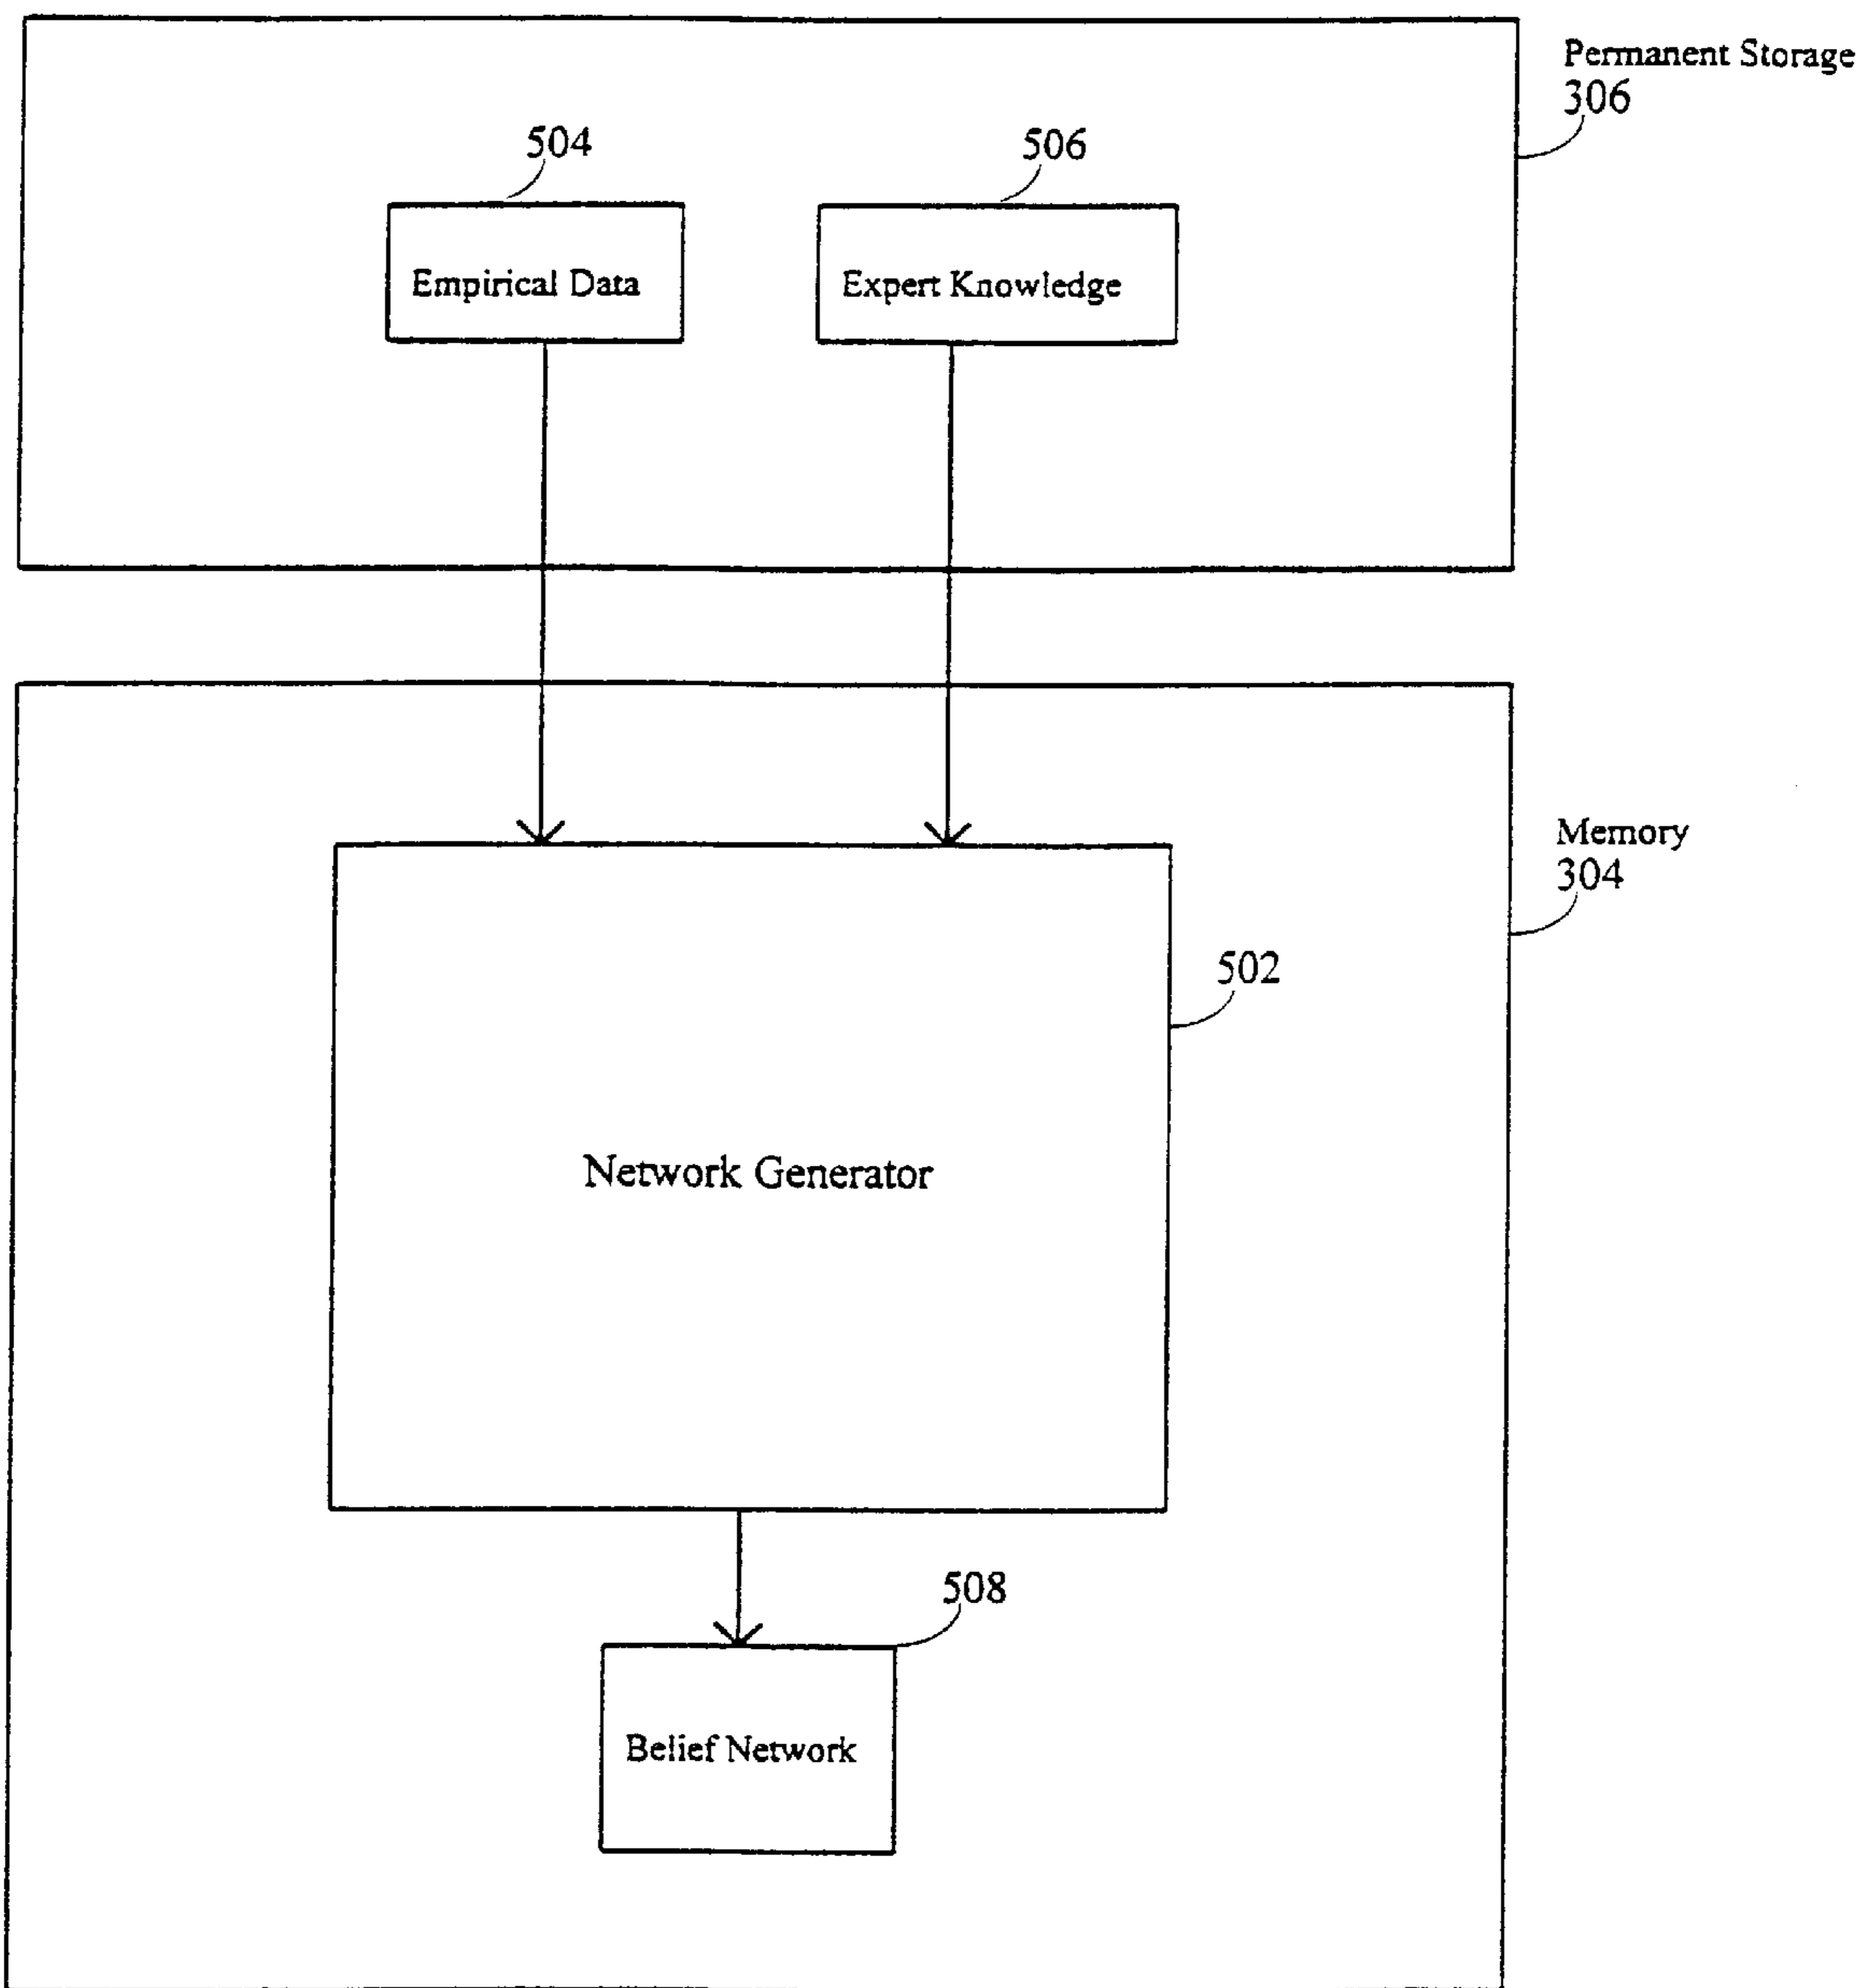 Permanent Storage
306
504
506
Empirical Data
Expert Knowledge
Memory
304
502
Network Generator
508
Belief Network